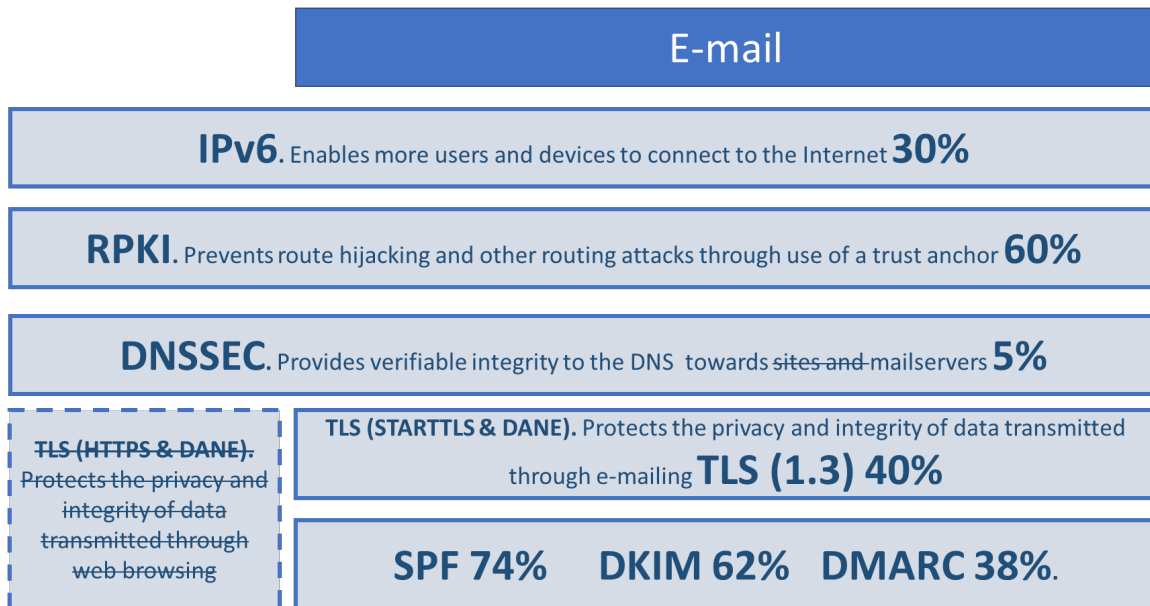 E-mail
IPv6. Enables more users and devices to connect to the Internet 30%
RPKI. Prevents route hijacking and other routing attacks through use of a trust anchor 60%
DNSSEC. Provides verifiable integrity to the DNS towards sites and mailservers 5%
TLS (HTTPS & DANE).
Protects the privacy and
integrity of data
transmitted through
web browsing
TLS (STARTTLS & DANE). Protects the privacy and integrity of data transmitted
through e-mailing TLS (1.3) 40%
SPF 74% DKIM 62% DMARC 38%.